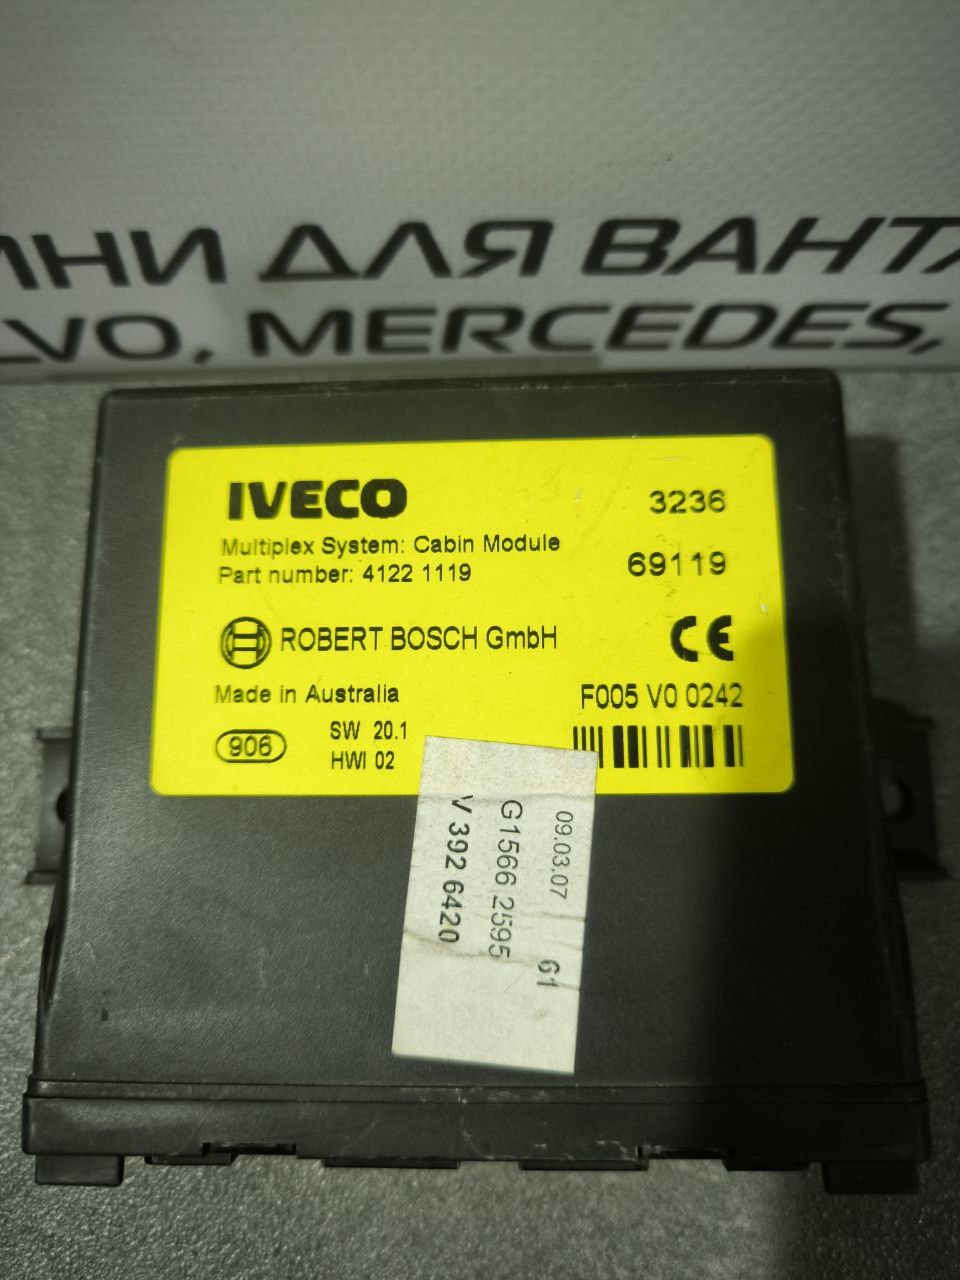 ИНИ ДЛЯ ВАНТА
LVO, MERCEDES,
IVECO 3236
Multiplex System: Cabin Module
Part number: 4122 1119 69119
ROBERT BOSCH GmbH CE
Made in Australia F005 V0 0242
906 SW 20.1
HWI 02
09.03.07 61
G1566 2595
V 392 6420